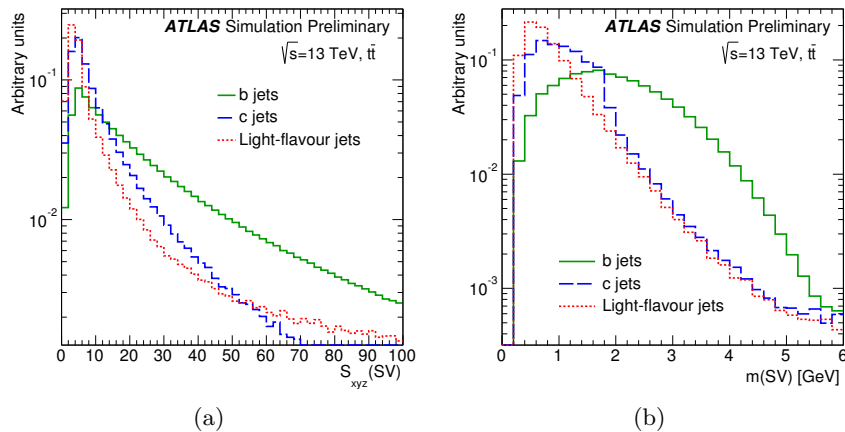 ATLAS Simulation Preliminary
√s=13 TeV, tt̄
Arbitrary units
10⁻¹
10⁻²
b jets
c jets
Light-flavour jets
0 10 20 30 40 50 60 70 80 90 100
S_xyz(SV)
(a)
ATLAS Simulation Preliminary
√s=13 TeV, tt̄
Arbitrary units
10⁻¹
10⁻²
10⁻³
b jets
c jets
Light-flavour jets
0 1 2 3 4 5 6
m(SV) [GeV]
(b)